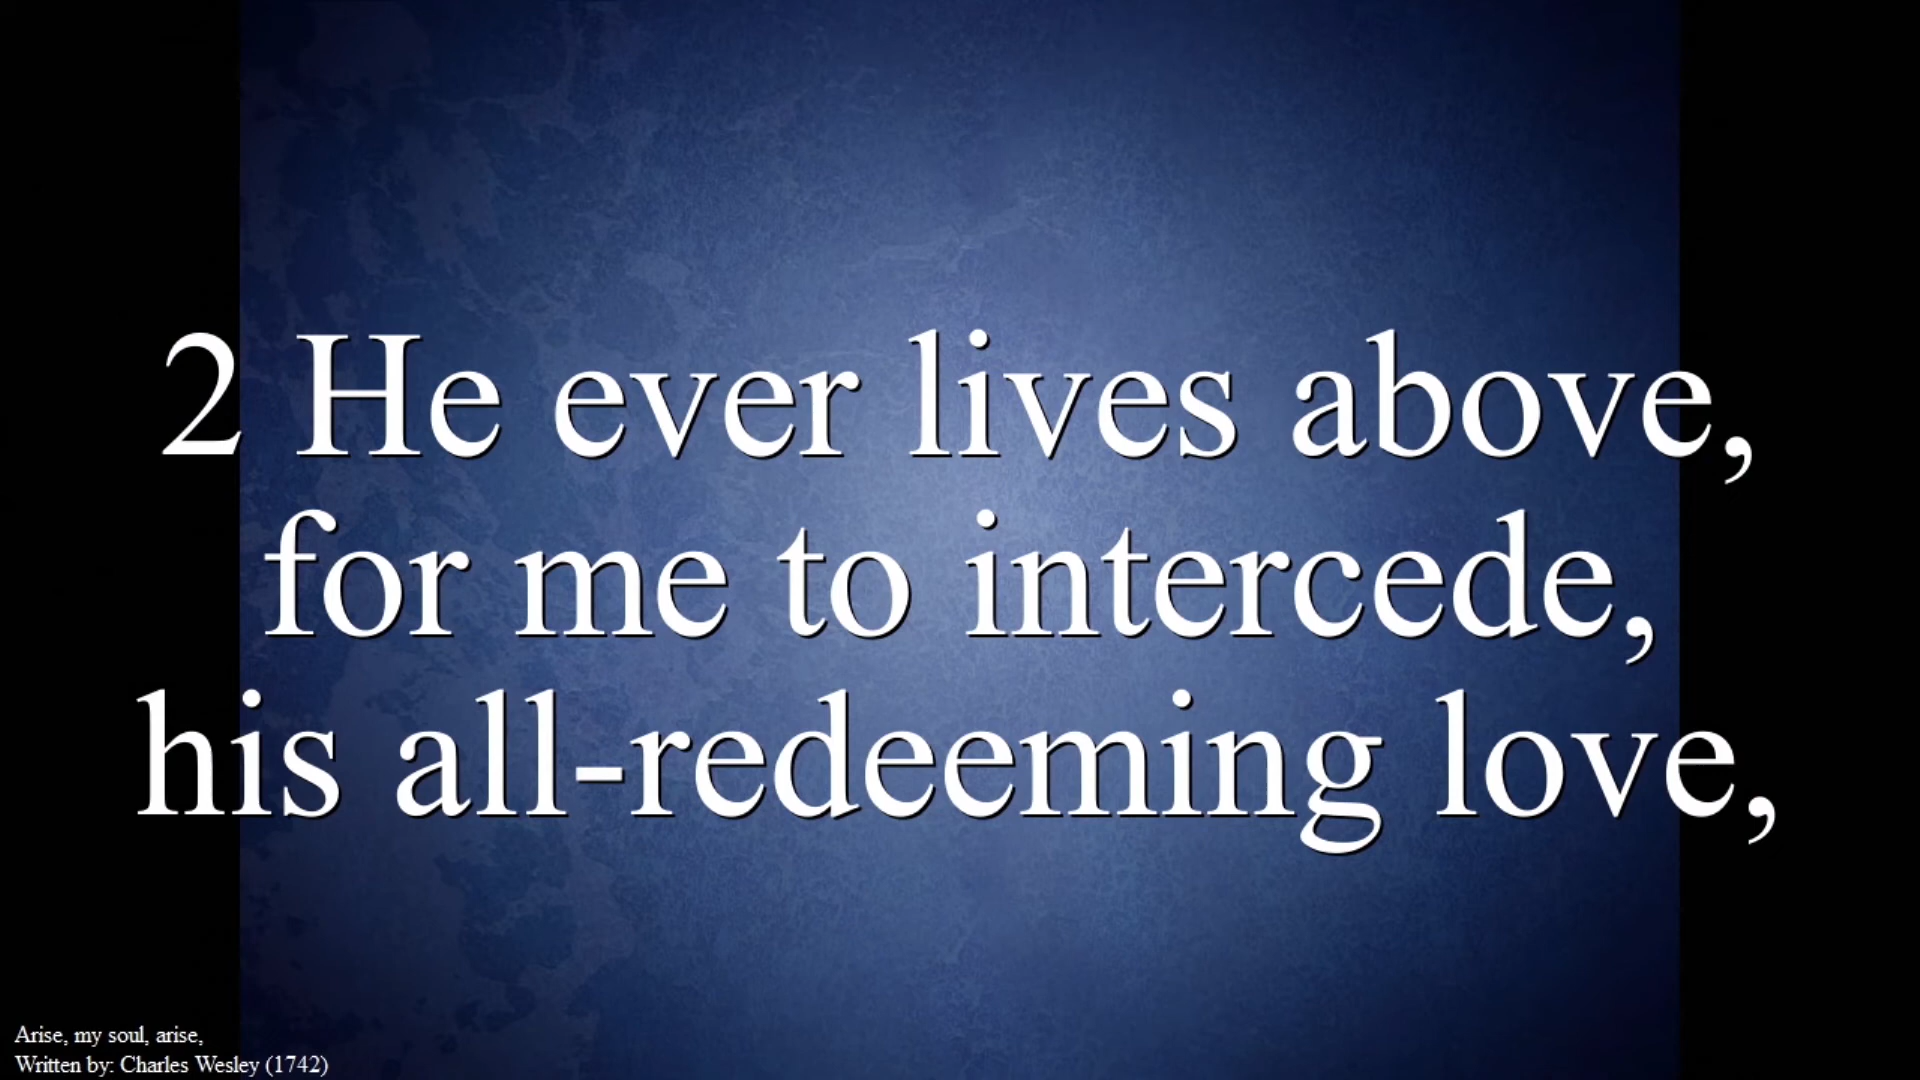 2 He ever lives above,
for me to intercede,
his all-redeeming love,
Arise, my soul, arise,
Written by: Charles Wesley (1742)